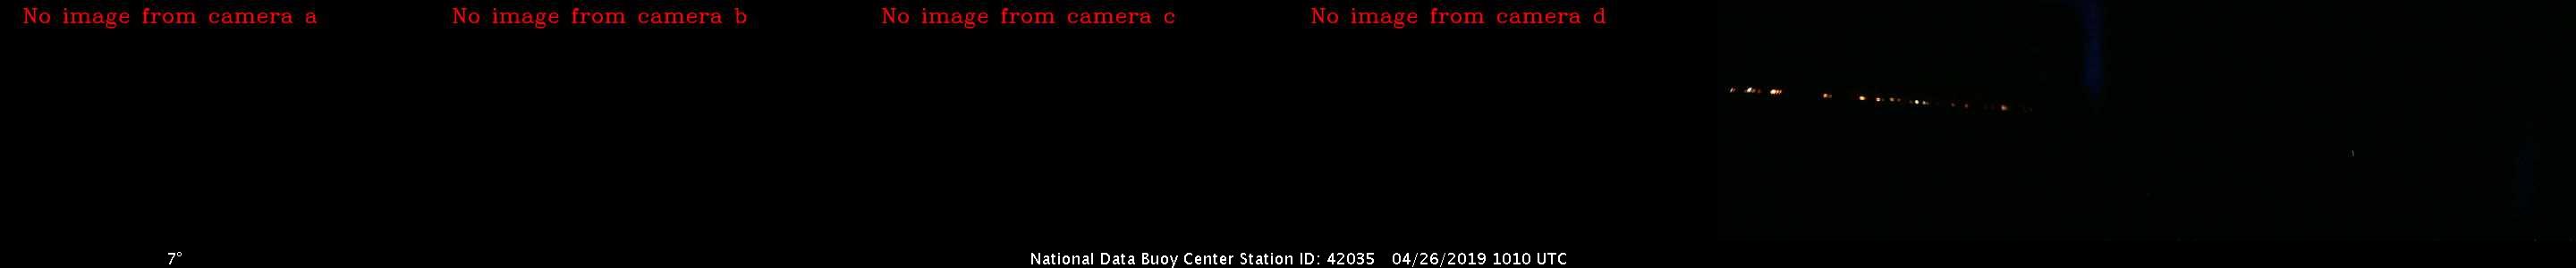 No image from camera a
No image from camera b
No image from camera c
No image from camera d
7°
National Data Buoy Center Station ID: 42035 04/26/2019 1010 UTC